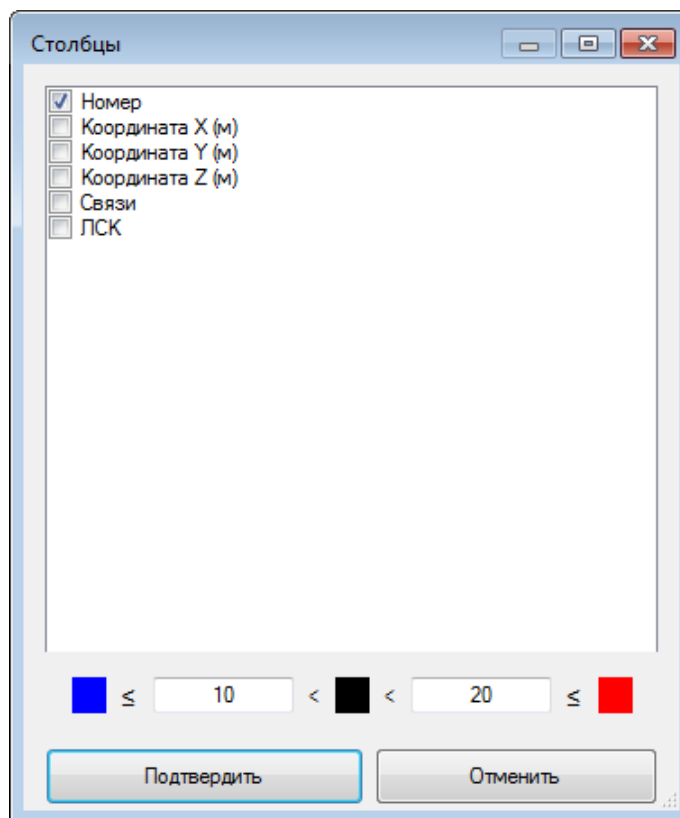 Столбцы
Номер
Координата X (м)
Координата Y (м)
Координата Z (м)
Связи
ЛСК
≤ 10 < < 20 ≤
Подтвердить Отменить